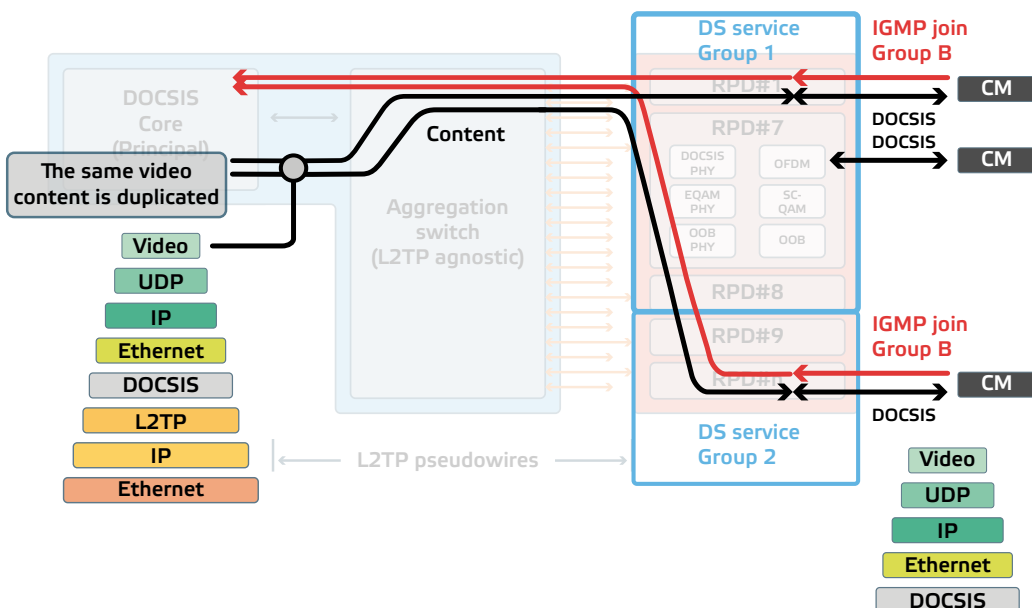 DS service
Group 1
IGMP join
Group B
DOCSIS
Core
(Principal)
RPD#1
CM
DOCSIS
DOCSIS
Content
RPD#7
DOCSIS
PHY
OFDM
CM
The same video
content is duplicated
EQAM
PHY
SC-
QAM
Aggregation
switch
(L2TP agnostic)
OOB
PHY
OOB
Video
UDP
IP
Ethernet
DOCSIS
L2TP
IP
Ethernet
RPD#8
RPD#9
IGMP join
Group B
CM
DOCSIS
DS service
Group 2
L2TP pseudowires
Video
UDP
IP
Ethernet
DOCSIS